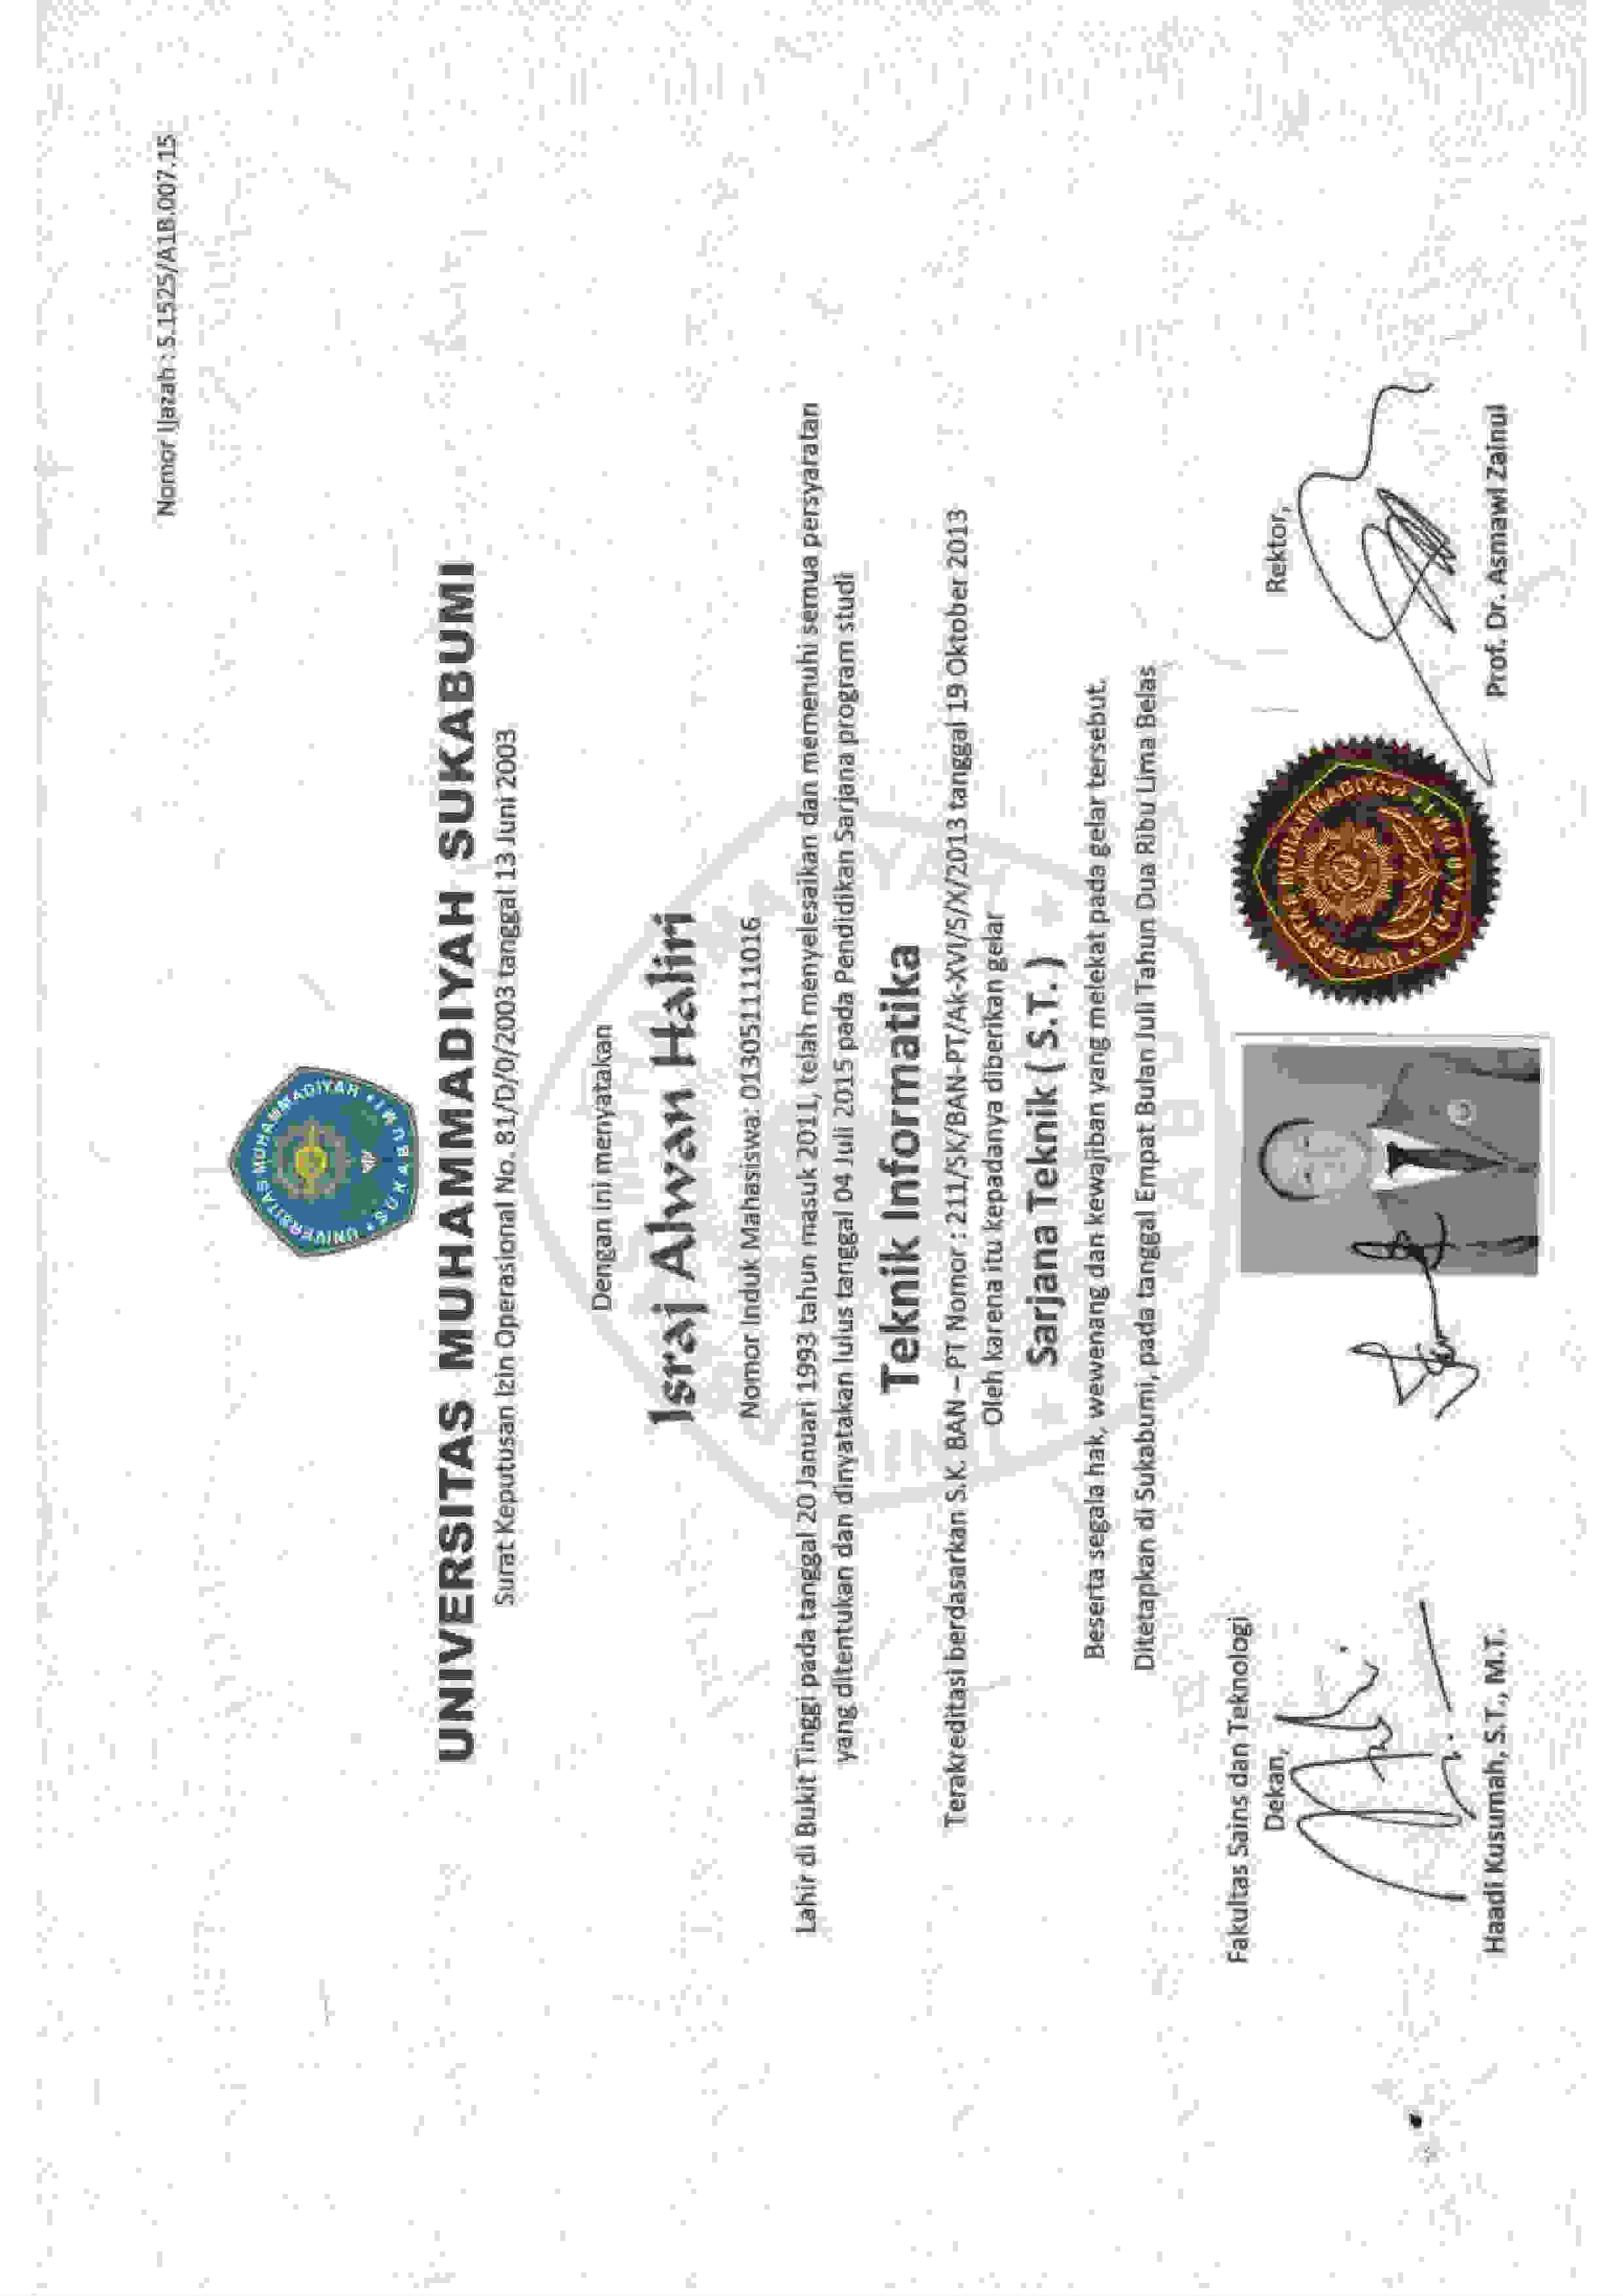 Nomor Ijazah : 5.1525/A1B.007.15
UNIVERSITAS MUHAMMADIYAH SUKABUMI
UNIVERSITAS MUHAMMADIYAH SUKABUMI
Surat Keputusan Izin Operasional No. 81/D/0/2003 tanggal 13 Juni 2003
Dengan ini menyatakan
Isral Alwan Halini
Nomor Induk Mahasiswa: 013051111016
Lahir di Bukit Tinggi pada tanggal 20 Januari 1993 tahun masuk 2011, telah menyelesaikan dan memenuhi semua persyaratan
yang ditentukan dan dinyatakan lulus tanggal 04 Juli 2015 pada Pendidikan Sarjana program studi
Teknik Informatika
Terakreditasi berdasarkan S.K. BAN – PT Nomor : 211/SK/BAN-PT/Ak-XVI/S/X/2013 tanggal 19 Oktober 2013
Oleh karena itu kepadanya diberikan gelar
Sarjana Teknik ( S.T. )
Beserta segala hak, wewenang dan kewajiban yang melekat pada gelar tersebut.
Ditetapkan di Sukabumi, pada tanggal Empat Bulan Juli Tahun Dua Ribu Lima Belas
Fakultas Sains dan Teknologi
Dekan,
Haadi Kusumah, S.T., M.T.
UNIVERSITAS MUHAMMADIYAH SUKABUMI
Rektor,
Prof. Dr. Asmawi Zainul